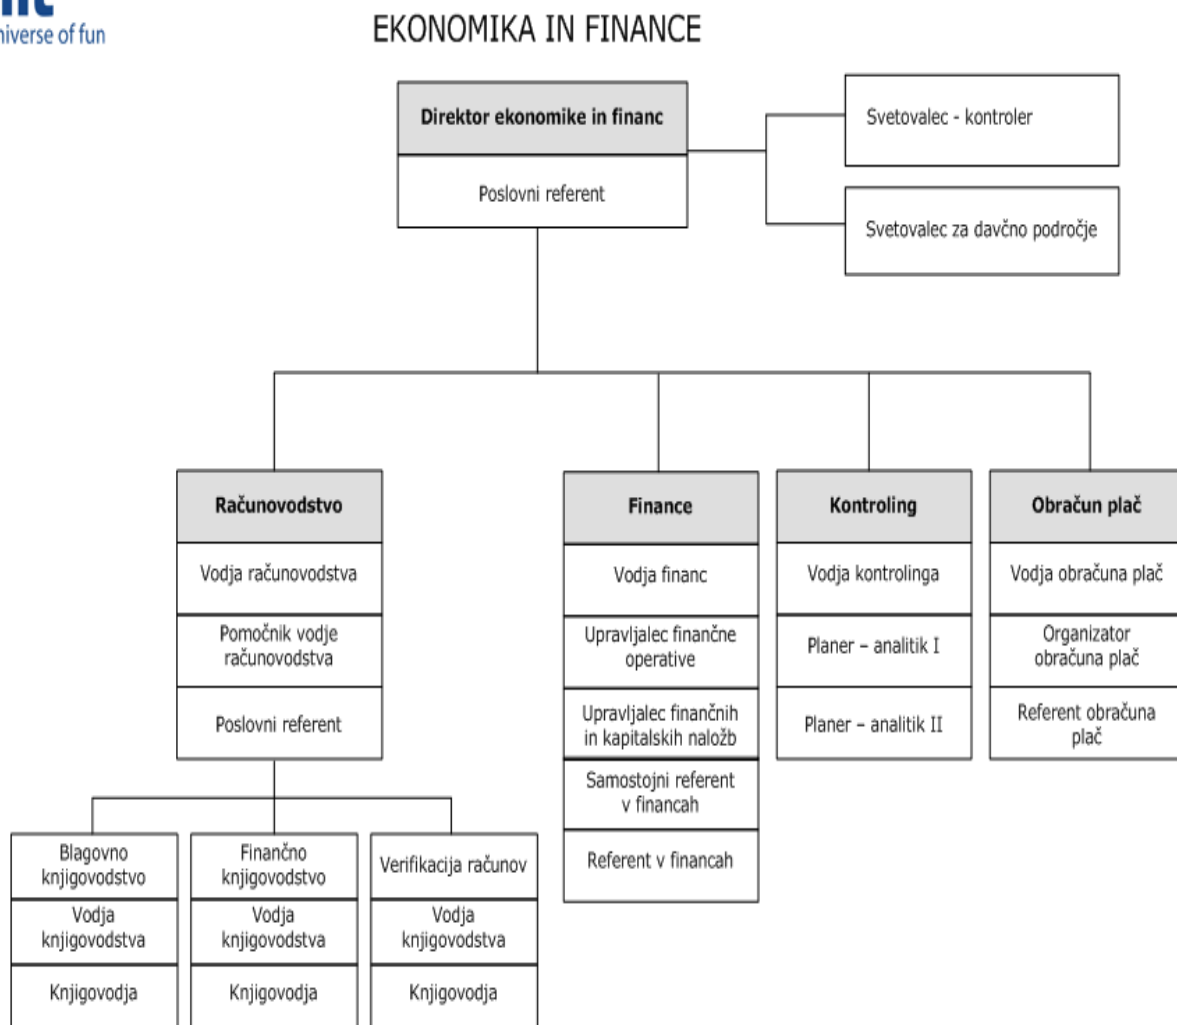 universe of fun
EKONOMIKA IN FINANCE
Direktor ekonomike in financ
Poslovni referent
Svetovalec - kontroler
Svetovalec za davčno področje
Računovodstvo
Vodja računovodstva
Pomočnik vodje
računovodstva
Poslovni referent
Finance
Vodja financ
Upravljalec finančne
operative
Upravljalec finančnih
in kapitalskih naložb
Samostojni referent
v financah
Referent v financah
Kontroling
Vodja kontrolinga
Planer – analitik I
Planer – analitik II
Obračun plač
Vodja obračuna plač
Organizator
obračuna plač
Referent obračuna
plač
Blagovno
knjigovodstvo
Vodja
knjigovodstva
Knjigovodja
Finančno
knjigovodstvo
Vodja
knjigovodstva
Knjigovodja
Verifikacija računov
Vodja
knjigovodstva
Knjigovodja